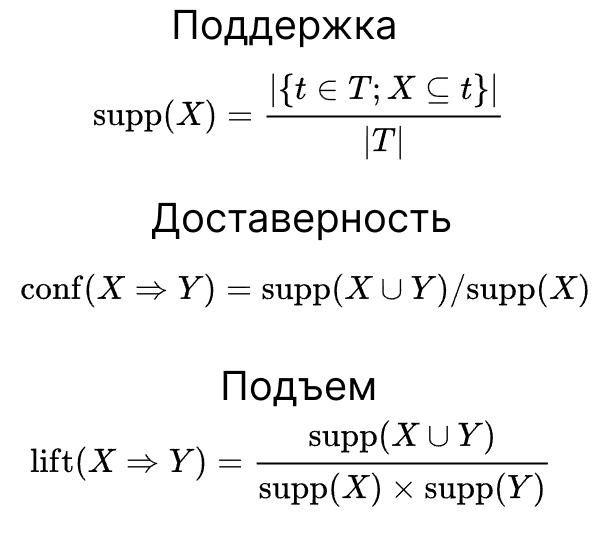 Поддержка
supp(X) = |{t ∈ T; X ⊆ t}| / |T|
Доставерность
conf(X ⇒ Y) = supp(X ∪ Y)/supp(X)
Подъем
lift(X ⇒ Y) = supp(X ∪ Y) / supp(X) × supp(Y)